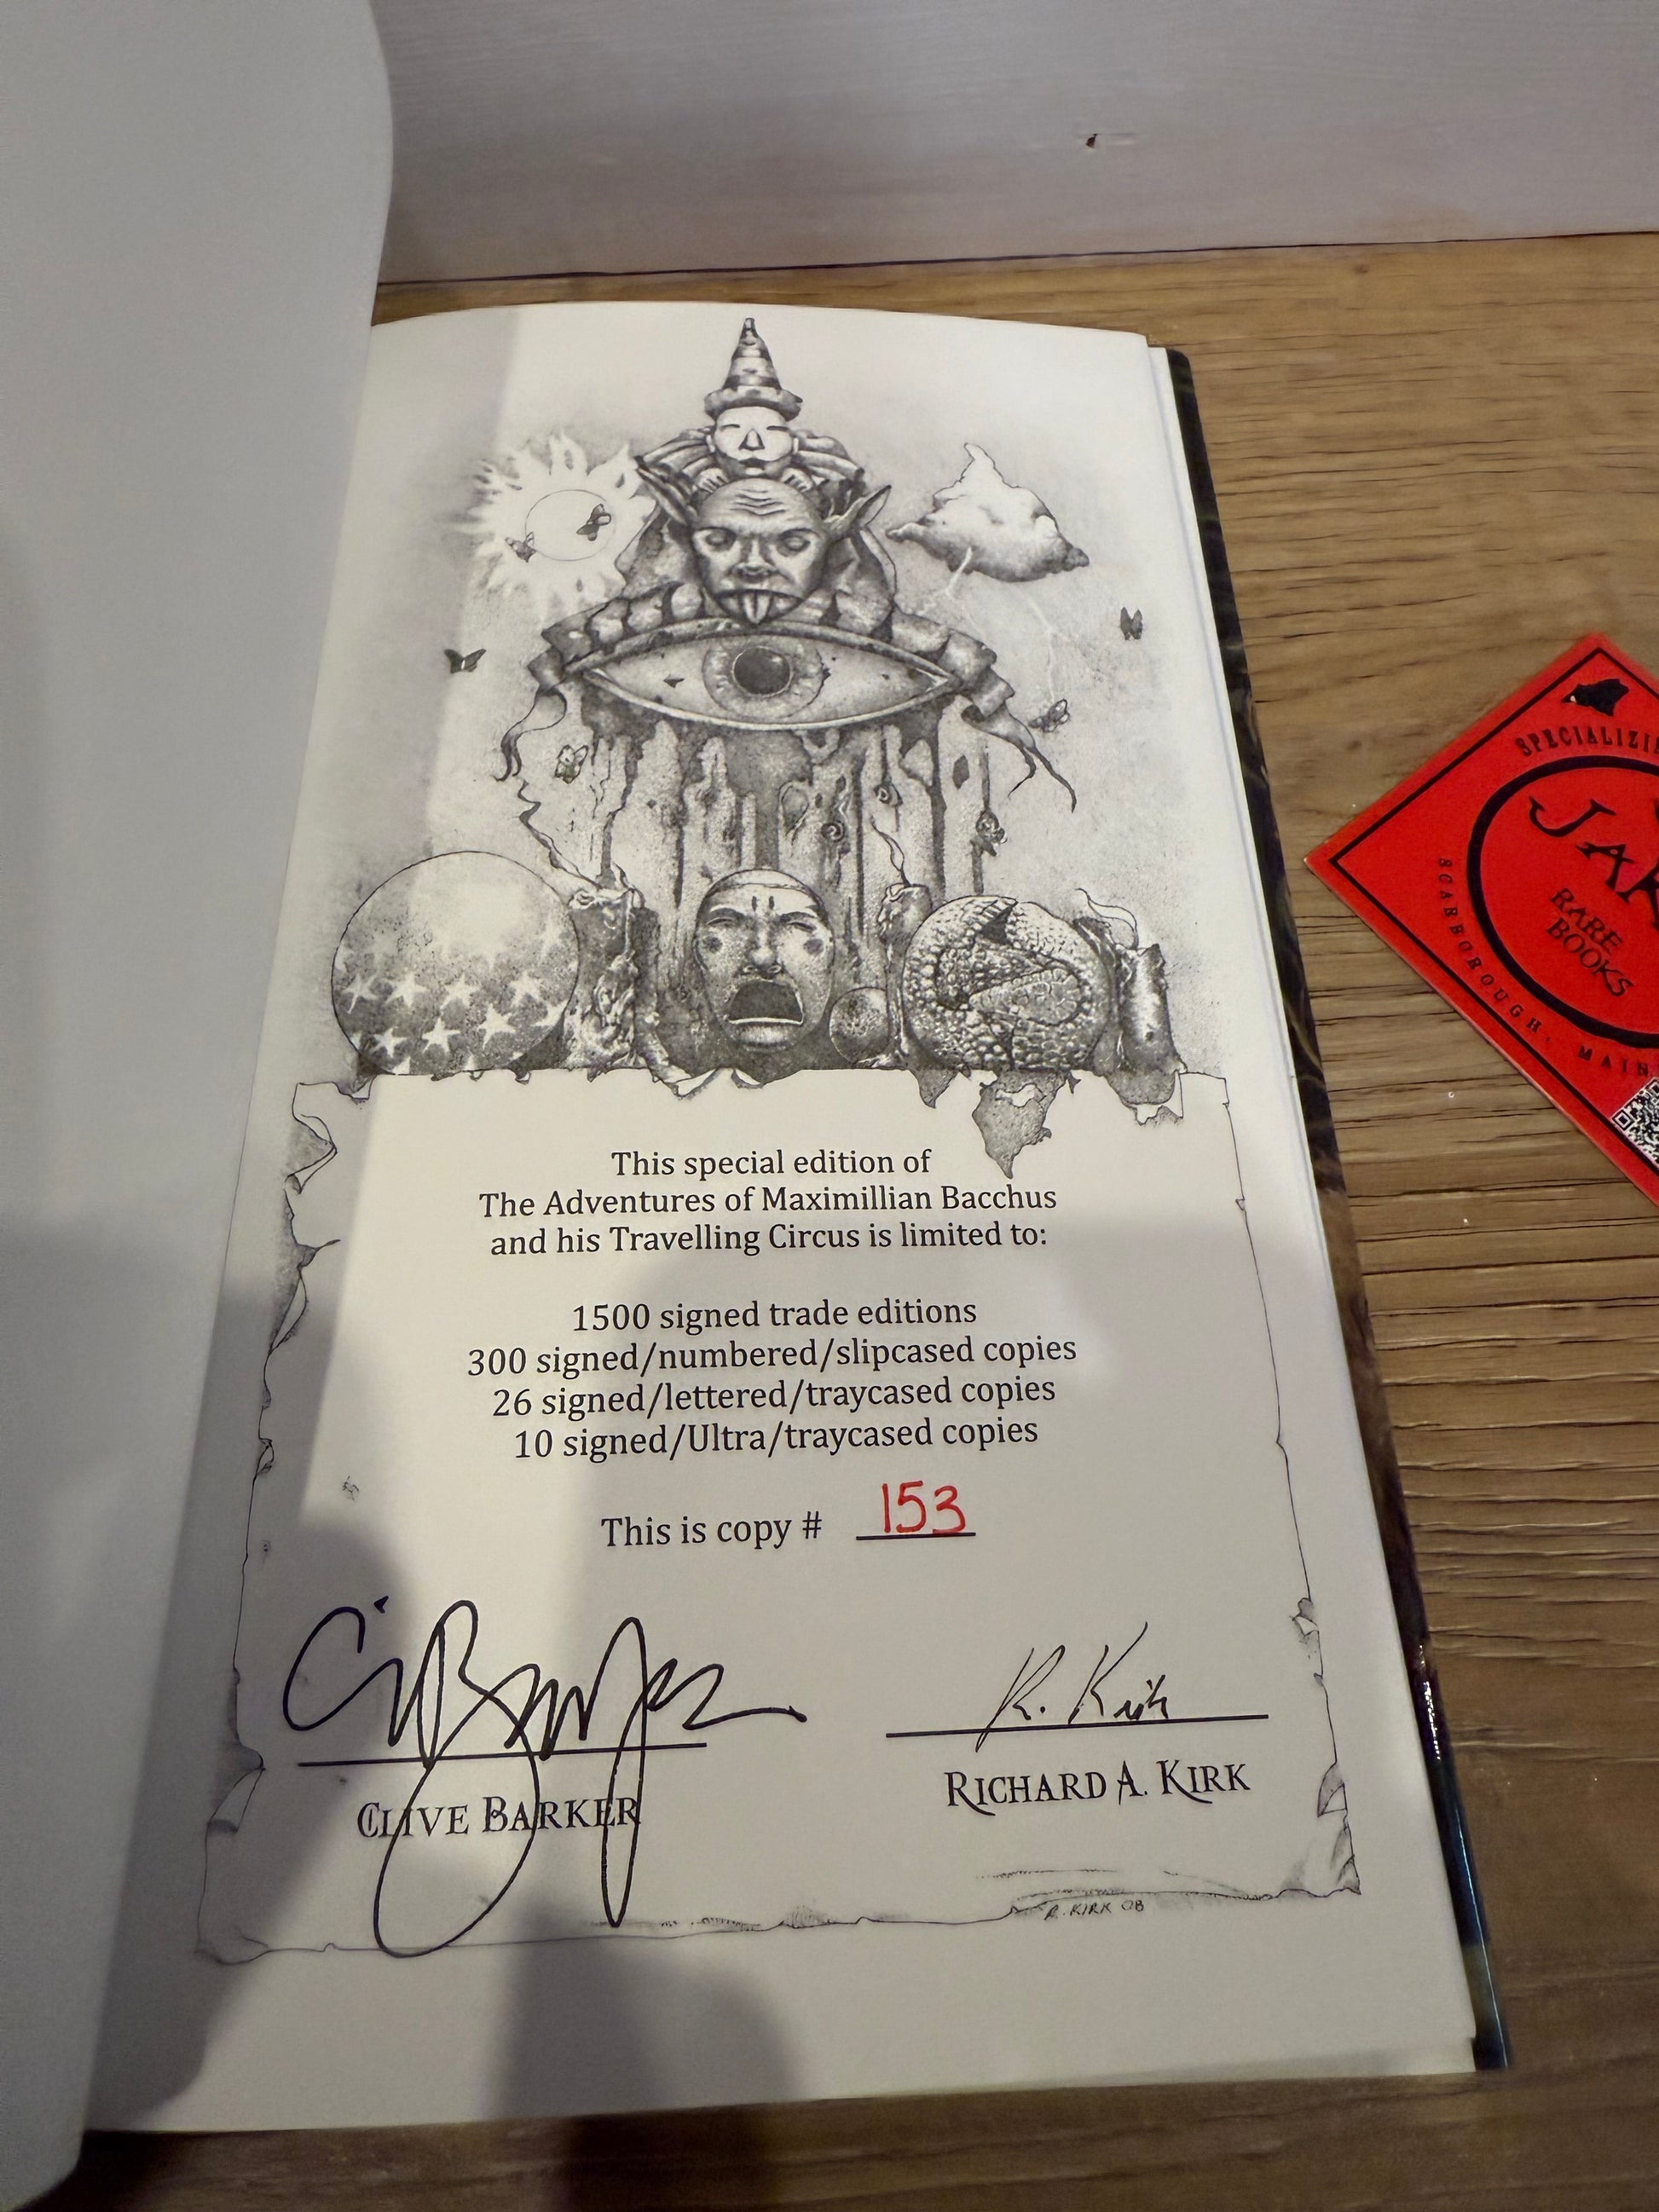 This special edition of
The Adventures of Maximillian Bacchus
and his Travelling Circus is limited to:
1500 signed trade editions
300 signed/numbered/slipcased copies
26 signed/lettered/traycased copies
10 signed/Ultra/traycased copies
This is copy # 153
R. Kirk
CLIVE BARKER
RICHARD A. KIRK
R. KIRK 08
RARE
BOOKS
SCARBOROUGH,